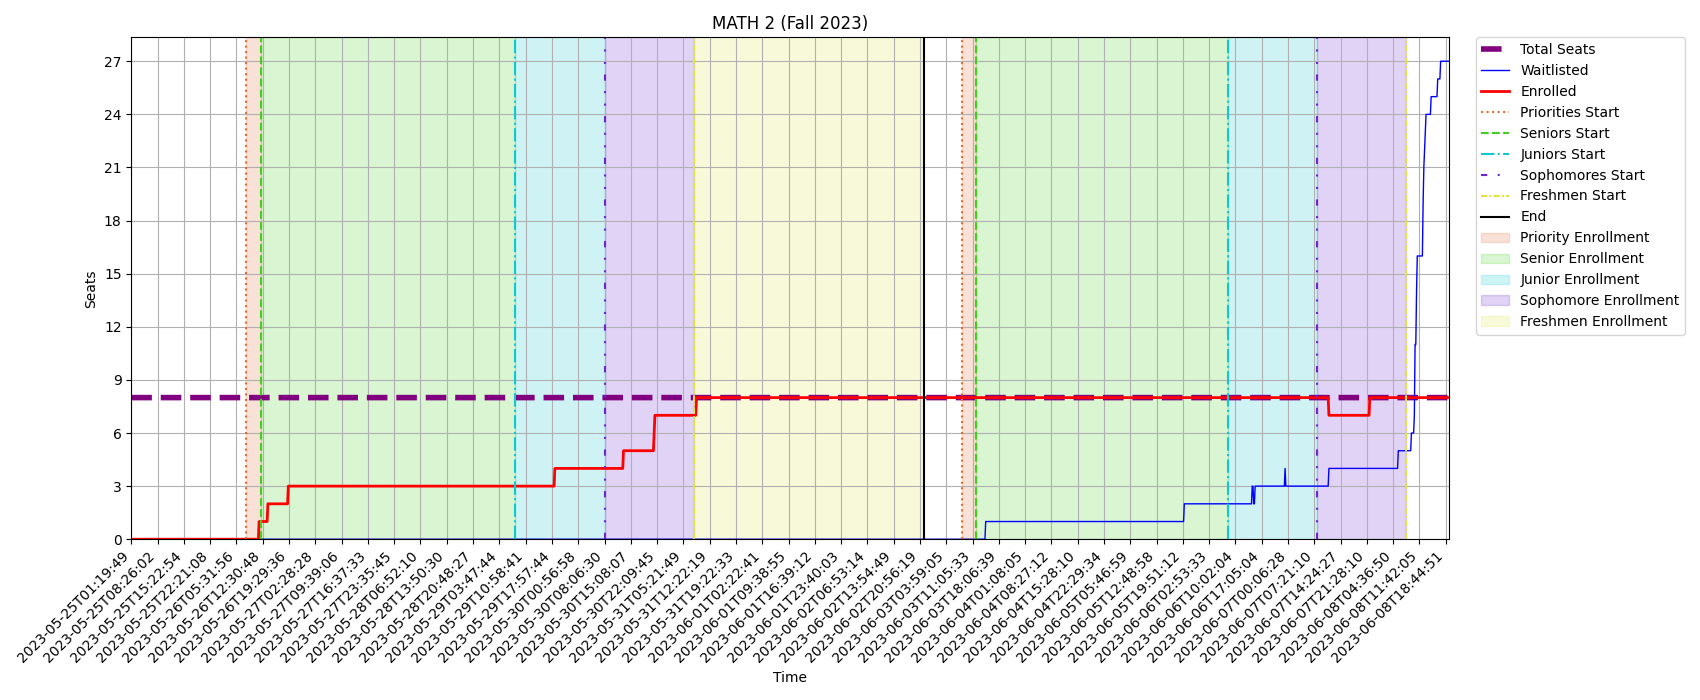 MATH 2 (Fall 2023)
Seats
27
24
21
18
15
12
9
6
3
0
2023-05-25T01:19:49
2023-05-25T08:26:02
2023-05-25T15:22:54
2023-05-25T22:21:08
2023-05-26T05:31:56
2023-05-26T12:30:48
2023-05-26T19:29:36
2023-05-27T02:28:28
2023-05-27T09:39:06
2023-05-27T16:37:33
2023-05-27T23:35:45
2023-05-28T06:52:10
2023-05-28T13:50:30
2023-05-28T20:48:27
2023-05-29T03:47:44
2023-05-29T10:58:41
2023-05-29T17:57:44
2023-05-30T00:56:58
2023-05-30T08:06:30
2023-05-30T15:08:07
2023-05-30T22:09:45
2023-05-31T05:21:49
2023-05-31T12:22:19
2023-05-31T19:22:33
2023-06-01T02:22:41
2023-06-01T09:38:55
2023-06-01T16:39:12
2023-06-01T23:40:03
2023-06-02T06:53:14
2023-06-02T13:54:49
2023-06-02T20:56:19
2023-06-03T03:59:05
2023-06-03T11:05:33
2023-06-03T18:06:39
2023-06-04T01:08:05
2023-06-04T08:27:12
2023-06-04T15:28:10
2023-06-04T22:29:34
2023-06-05T05:46:59
2023-06-05T12:48:58
2023-06-05T19:51:12
2023-06-06T02:53:33
2023-06-06T10:02:04
2023-06-06T17:05:04
2023-06-07T00:06:28
2023-06-07T07:21:10
2023-06-07T14:24:27
2023-06-07T21:28:10
2023-06-08T04:36:50
2023-06-08T11:42:05
2023-06-08T18:44:51
Time
Total Seats
Waitlisted
Enrolled
Priorities Start
Seniors Start
Juniors Start
Sophomores Start
Freshmen Start
End
Priority Enrollment
Senior Enrollment
Junior Enrollment
Sophomore Enrollment
Freshmen Enrollment